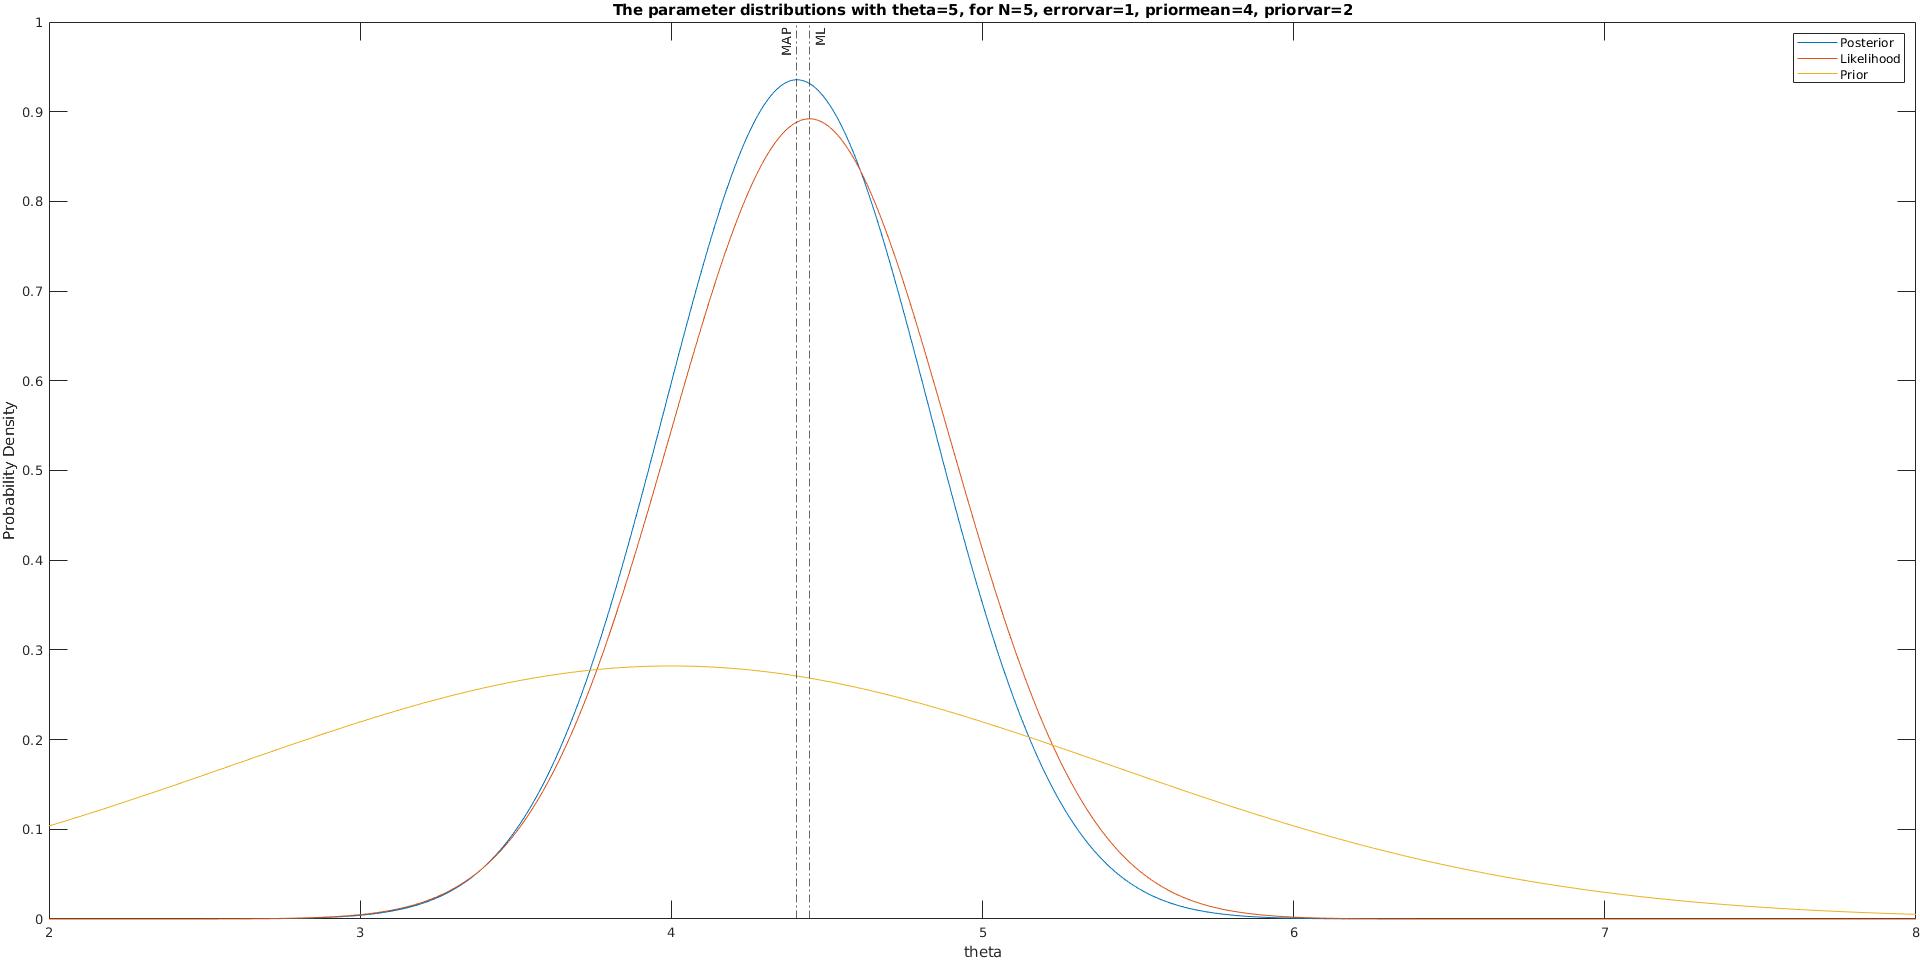 The parameter distributions with theta=5, for N=5, errorvar=1, priormean=4, priorvar=2
MAP
ML
Posterior
Likelihood
Prior
Probability Density
1
0.9
0.8
0.7
0.6
0.5
0.4
0.3
0.2
0.1
0
2 3 4 5 6 7 8
theta